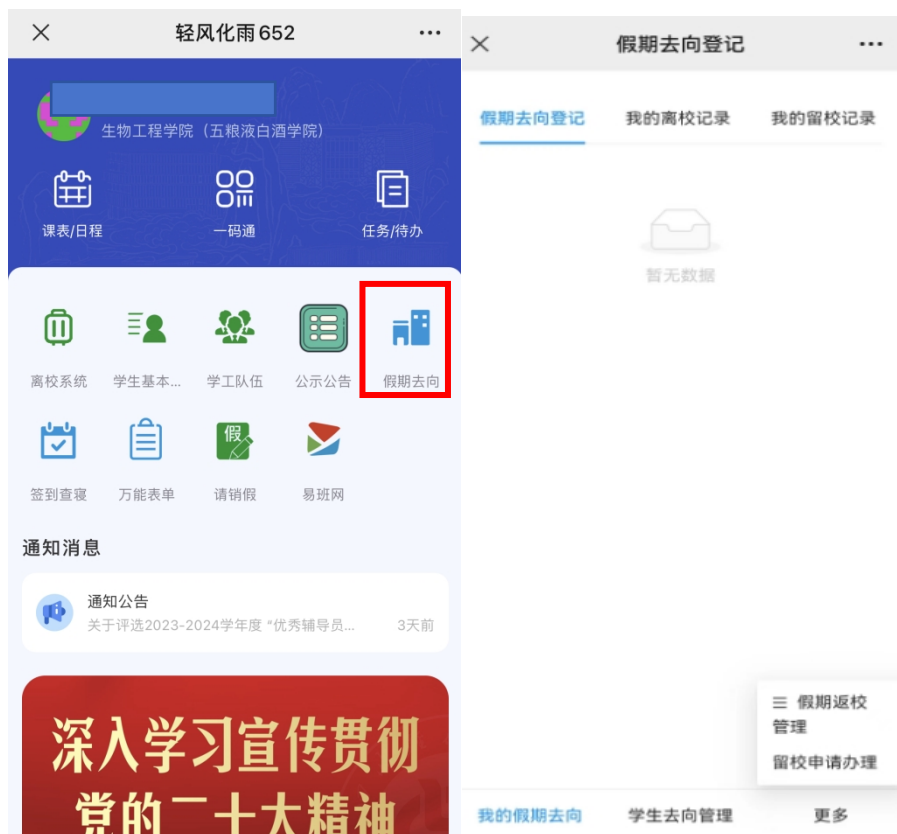 轻风化雨652
生物工程学院（五粮液白酒学院）
课表/日程
一码通
任务/待办
离校系统
学生基本...
学工队伍
公示公告
假期去向
签到查寝
万能表单
假
请销假
易班网
通知消息
通知公告
关于评选2023-2024学年度 “优秀辅导员...
3天前
深入学习宣传贯彻
党的二十大精神
假期去向登记
假期去向登记
我的离校记录
我的留校记录
暂无数据
假期返校
管理
留校申请办理
我的假期去向
学生去向管理
更多